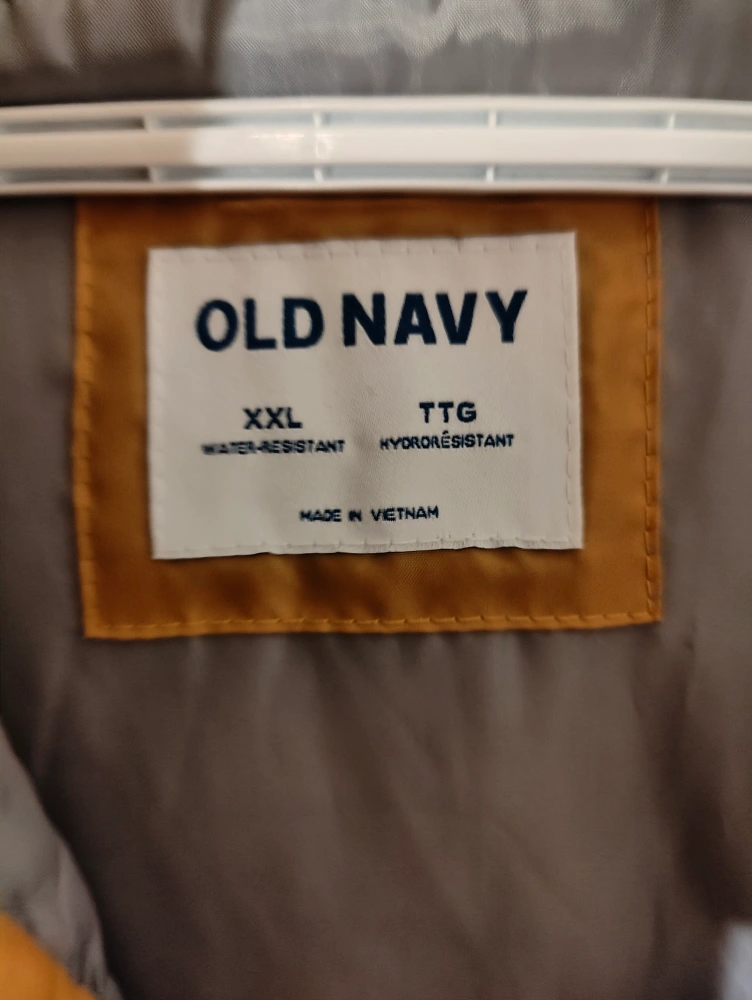 OLD NAVY
XXL TTG
WATER-RESISTANT HYDRORÉSISTANT
MADE IN VIETNAM